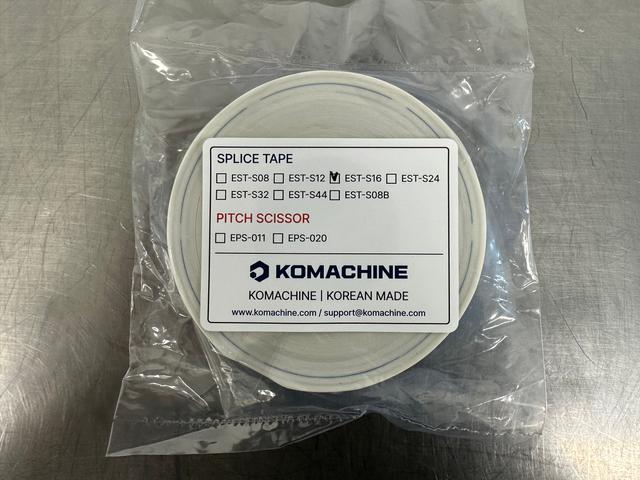 SPLICE TAPE
☐ EST-S08 ☐ EST-S12 ☑ EST-S16 ☐ EST-S24
☐ EST-S32 ☐ EST-S44 ☐ EST-S08B
PITCH SCISSOR
☐ EPS-011 ☐ EPS-020
KOMACHINE
KOMACHINE | KOREAN MADE
www.komachine.com / support@komachine.com